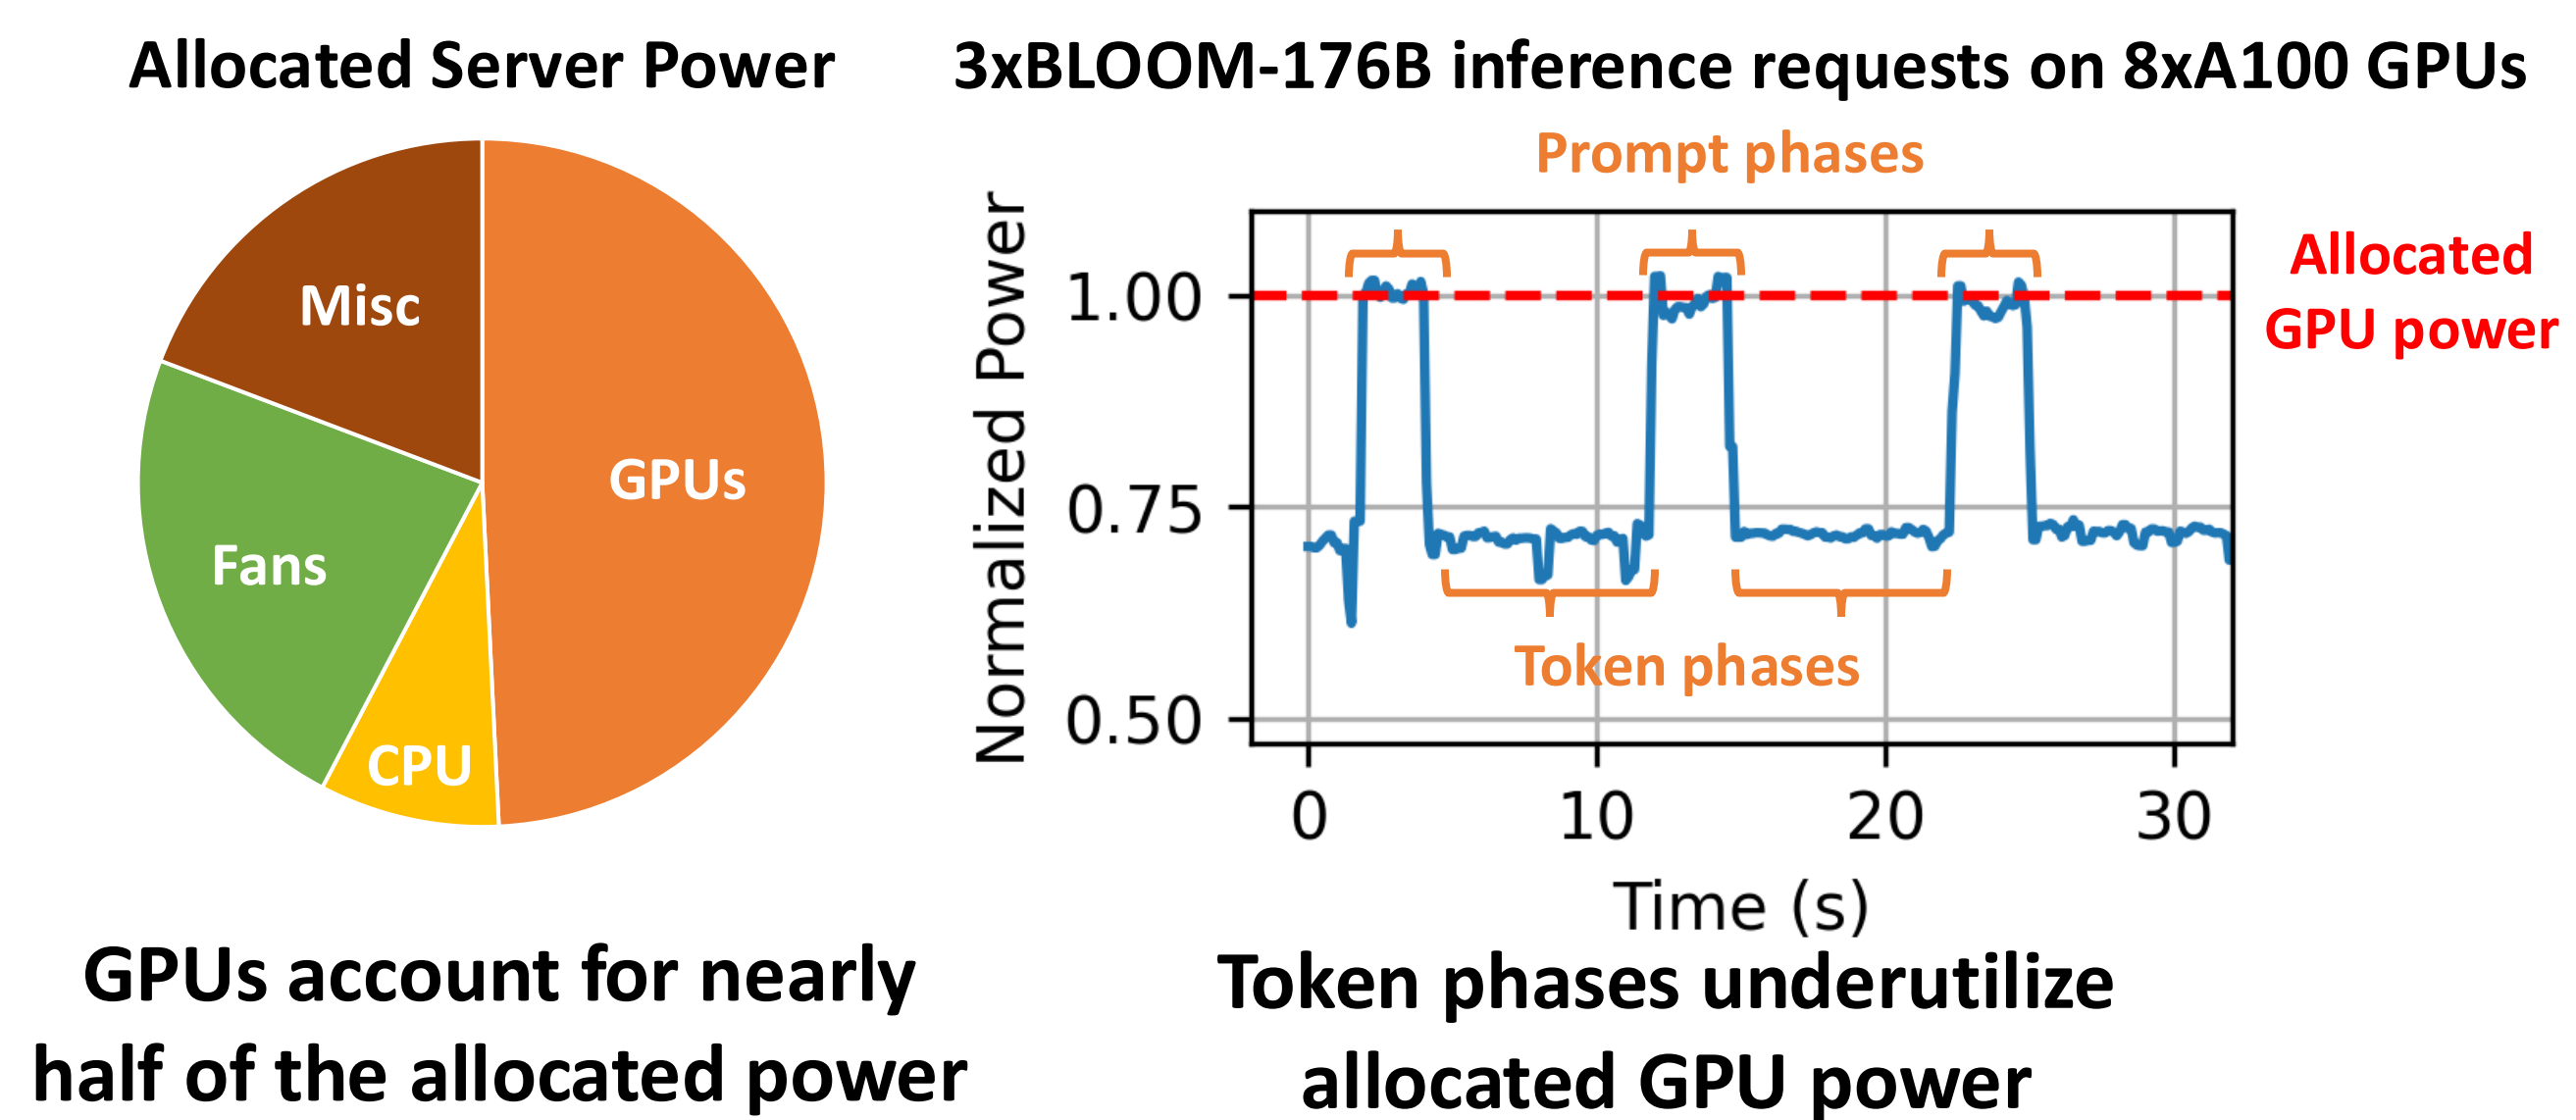 Allocated Server Power
Misc
GPUs
Fans
CPU
GPUs account for nearly
half of the allocated power
3xBLOOM-176B inference requests on 8xA100 GPUs
Prompt phases
Normalized Power
1.00
0.75
0.50
Allocated
GPU power
Token phases
0
10
20
30
Time (s)
Token phases underutilize
allocated GPU power